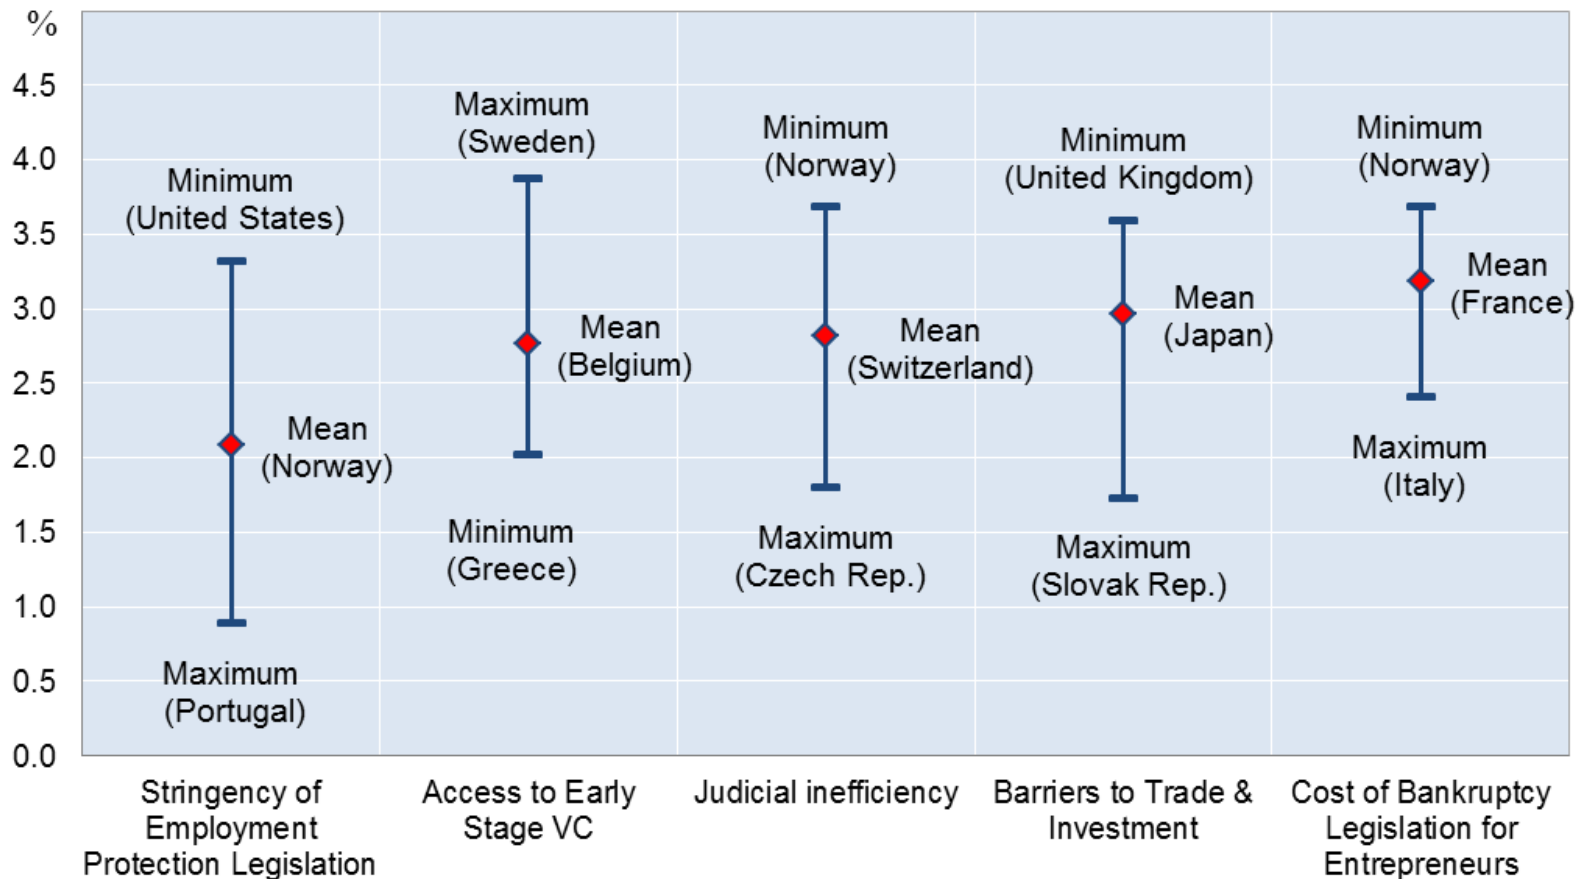 %
4.5
4.0
3.5
3.0
2.5
2.0
1.5
1.0
0.5
0.0
Minimum
(United States)
Mean
(Norway)
Maximum
(Portugal)
Maximum
(Sweden)
Mean
(Belgium)
Minimum
(Greece)
Minimum
(Norway)
Mean
(Switzerland)
Maximum
(Czech Rep.)
Minimum
(United Kingdom)
Mean
(Japan)
Maximum
(Slovak Rep.)
Minimum
(Norway)
Mean
(France)
Maximum
(Italy)
Stringency of
Employment
Protection Legislation
Access to Early
Stage VC
Judicial inefficiency
Barriers to Trade &
Investment
Cost of Bankruptcy
Legislation for
Entrepreneurs